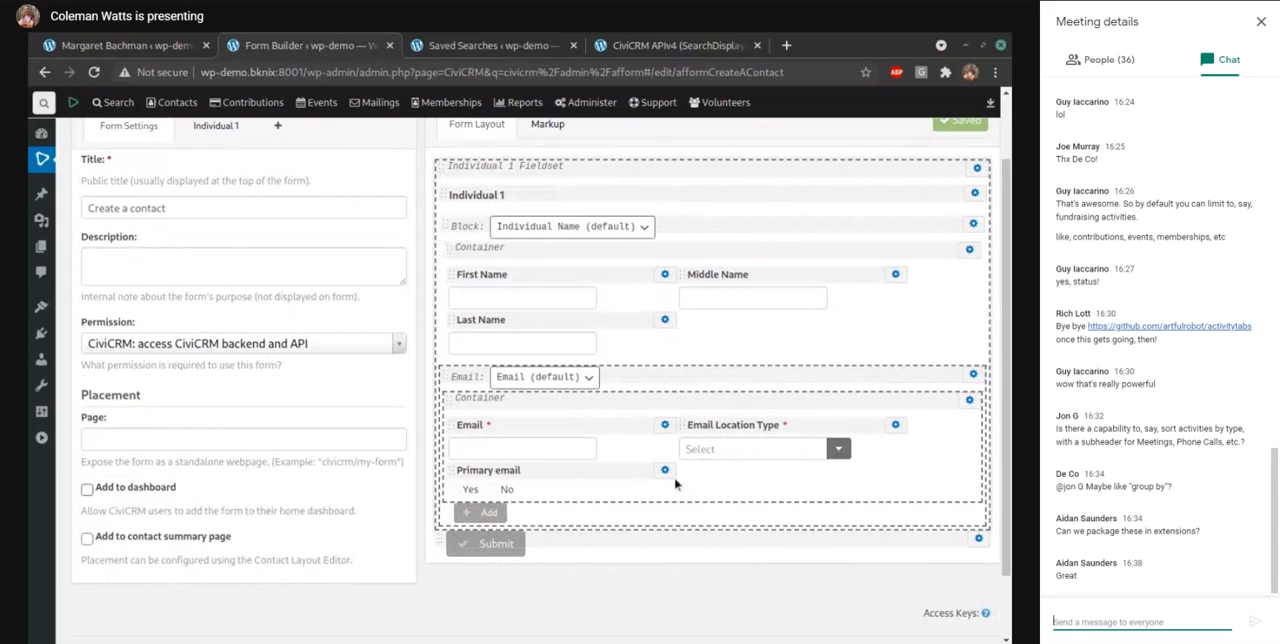 Coleman Watts is presenting
Margaret Bachman ‹ wp-dem
Form Builder ‹ wp-demo — W
Saved Searches ‹ wp-demo —
CiviCRM APIv4 (SearchDisplay
Not secure
wp-demo.bknix:8001/wp-admin/admin.php?page=CiviCRM&q=civicrm%2Fadmin%2Fafform#/edit/afformCreateAContact
ABP
Search
Contacts
Contributions
Events
Mailings
Memberships
Reports
Administer
Support
Volunteers
Form Settings
Individual 1
Form Layout
Markup
Saved
Title: *
Public title (usually displayed at the top of the form).
Create a contact
Description:
Internal note about the form's purpose (not displayed on form).
Permission:
CiviCRM: access CiviCRM backend and API
What permission is required to use this form?
Placement
Page:
Expose the form as a standalone webpage. (Example: "civicrm/my-form")
Add to dashboard
Allow CiviCRM users to add the form to their home dashboard.
Add to contact summary page
Placement can be configured using the Contact Layout Editor.
Individual 1 Fieldset
Individual 1
Block: Individual Name (default)
Container
First Name
Middle Name
Last Name
Email: Email (default)
Container
Email *
Email Location Type *
Select
Primary email
Yes No
+ Add
Submit
Access Keys:
Meeting details
People (36)
Chat
Guy Iaccarino 16:24
lol
Joe Murray 16:25
Thx De Co!
Guy Iaccarino 16:26
That's awesome. So by default you can limit to, say,
fundraising activities.
like, contributions, events, memberships, etc
Guy Iaccarino 16:27
yes, status!
Rich Lott 16:30
Bye bye https://github.com/artfulrobot/activitytabs
once this gets going, then!
Guy Iaccarino 16:30
wow that's really powerful
Jon G 16:32
Is there a capability to, say, sort activities by type,
with a subheader for Meetings, Phone Calls, etc.?
De Co 16:34
@jon G Maybe like "group by"?
Aidan Saunders 16:34
Can we package these in extensions?
Aidan Saunders 16:38
Great
Send a message to everyone